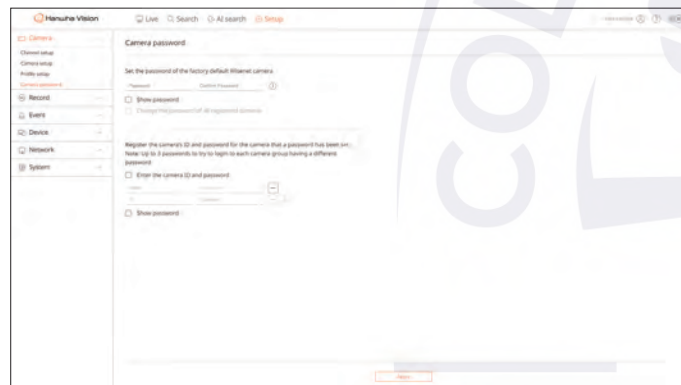 Hanwha Vision
Live Search AI search Setup
Camera
Channel setup
Camera setup
Profile setup
Camera password
Record
Event
Device
Network
System
Camera password
Set the password of the factory default Wisenet camera.
Password Confirm Password
Show password
Change the password of all registered cameras
Register the camera's ID and password for the camera that a password has been set.
Note: Up to 3 passwords to try to login to each camera group having a different
password
Enter the camera ID and password
Show password
COL